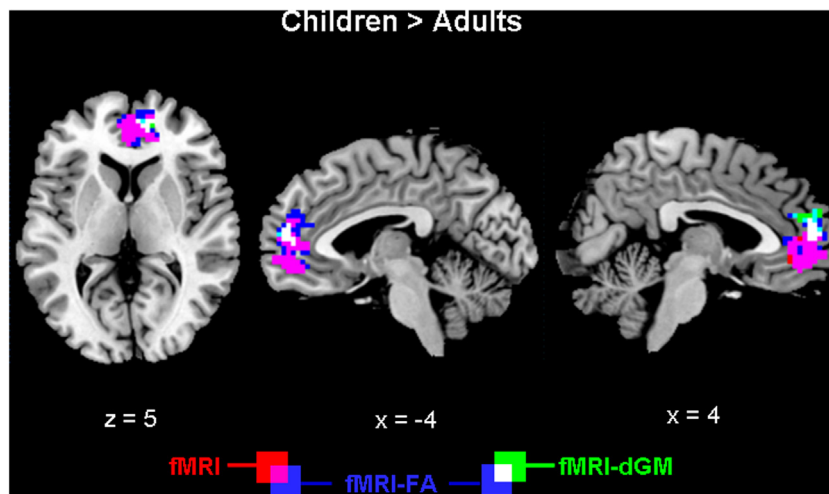 Children > Adults
z = 5
x = -4
x = 4
fMRI
fMRI-FA
fMRI-dGM